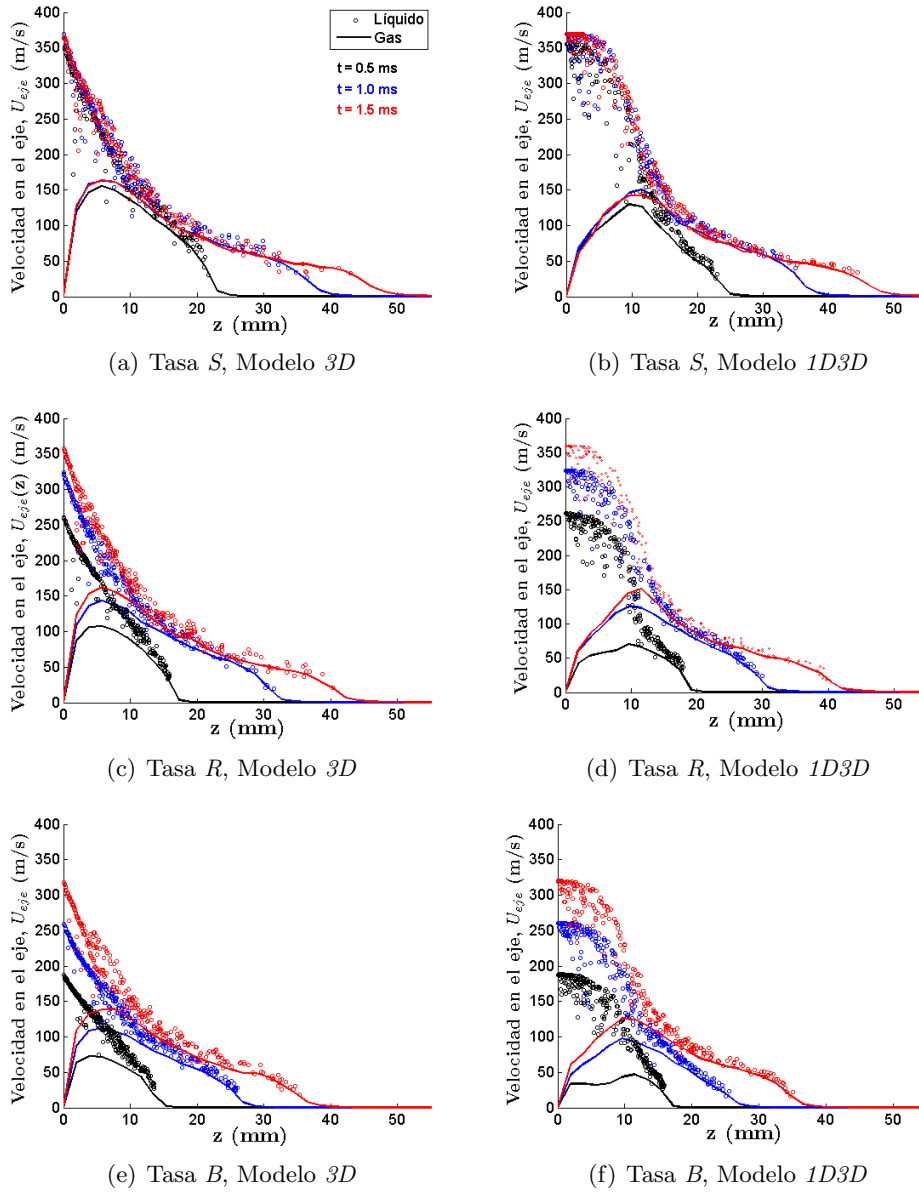 Líquido
Gas
t = 0.5 ms
t = 1.0 ms
t = 1.5 ms
Velocidad en el eje, U_eje (m/s)
400
350
300
250
200
150
100
50
0
0 10 20 30 40 50
z (mm)
(a) Tasa S, Modelo 3D
Velocidad en el eje, U_eje (m/s)
400
350
300
250
200
150
100
50
0
0 10 20 30 40 50
z (mm)
(b) Tasa S, Modelo 1D3D
Velocidad en el eje, U_eje(z) (m/s)
400
350
300
250
200
150
100
50
0
0 10 20 30 40 50
z (mm)
(c) Tasa R, Modelo 3D
Velocidad en el eje, U_eje (m/s)
400
350
300
250
200
150
100
50
0
0 10 20 30 40 50
z (mm)
(d) Tasa R, Modelo 1D3D
Velocidad en el eje, U_eje (m/s)
400
350
300
250
200
150
100
50
0
0 10 20 30 40 50
z (mm)
(e) Tasa B, Modelo 3D
Velocidad en el eje, U_eje (m/s)
400
350
300
250
200
150
100
50
0
0 10 20 30 40 50
z (mm)
(f) Tasa B, Modelo 1D3D